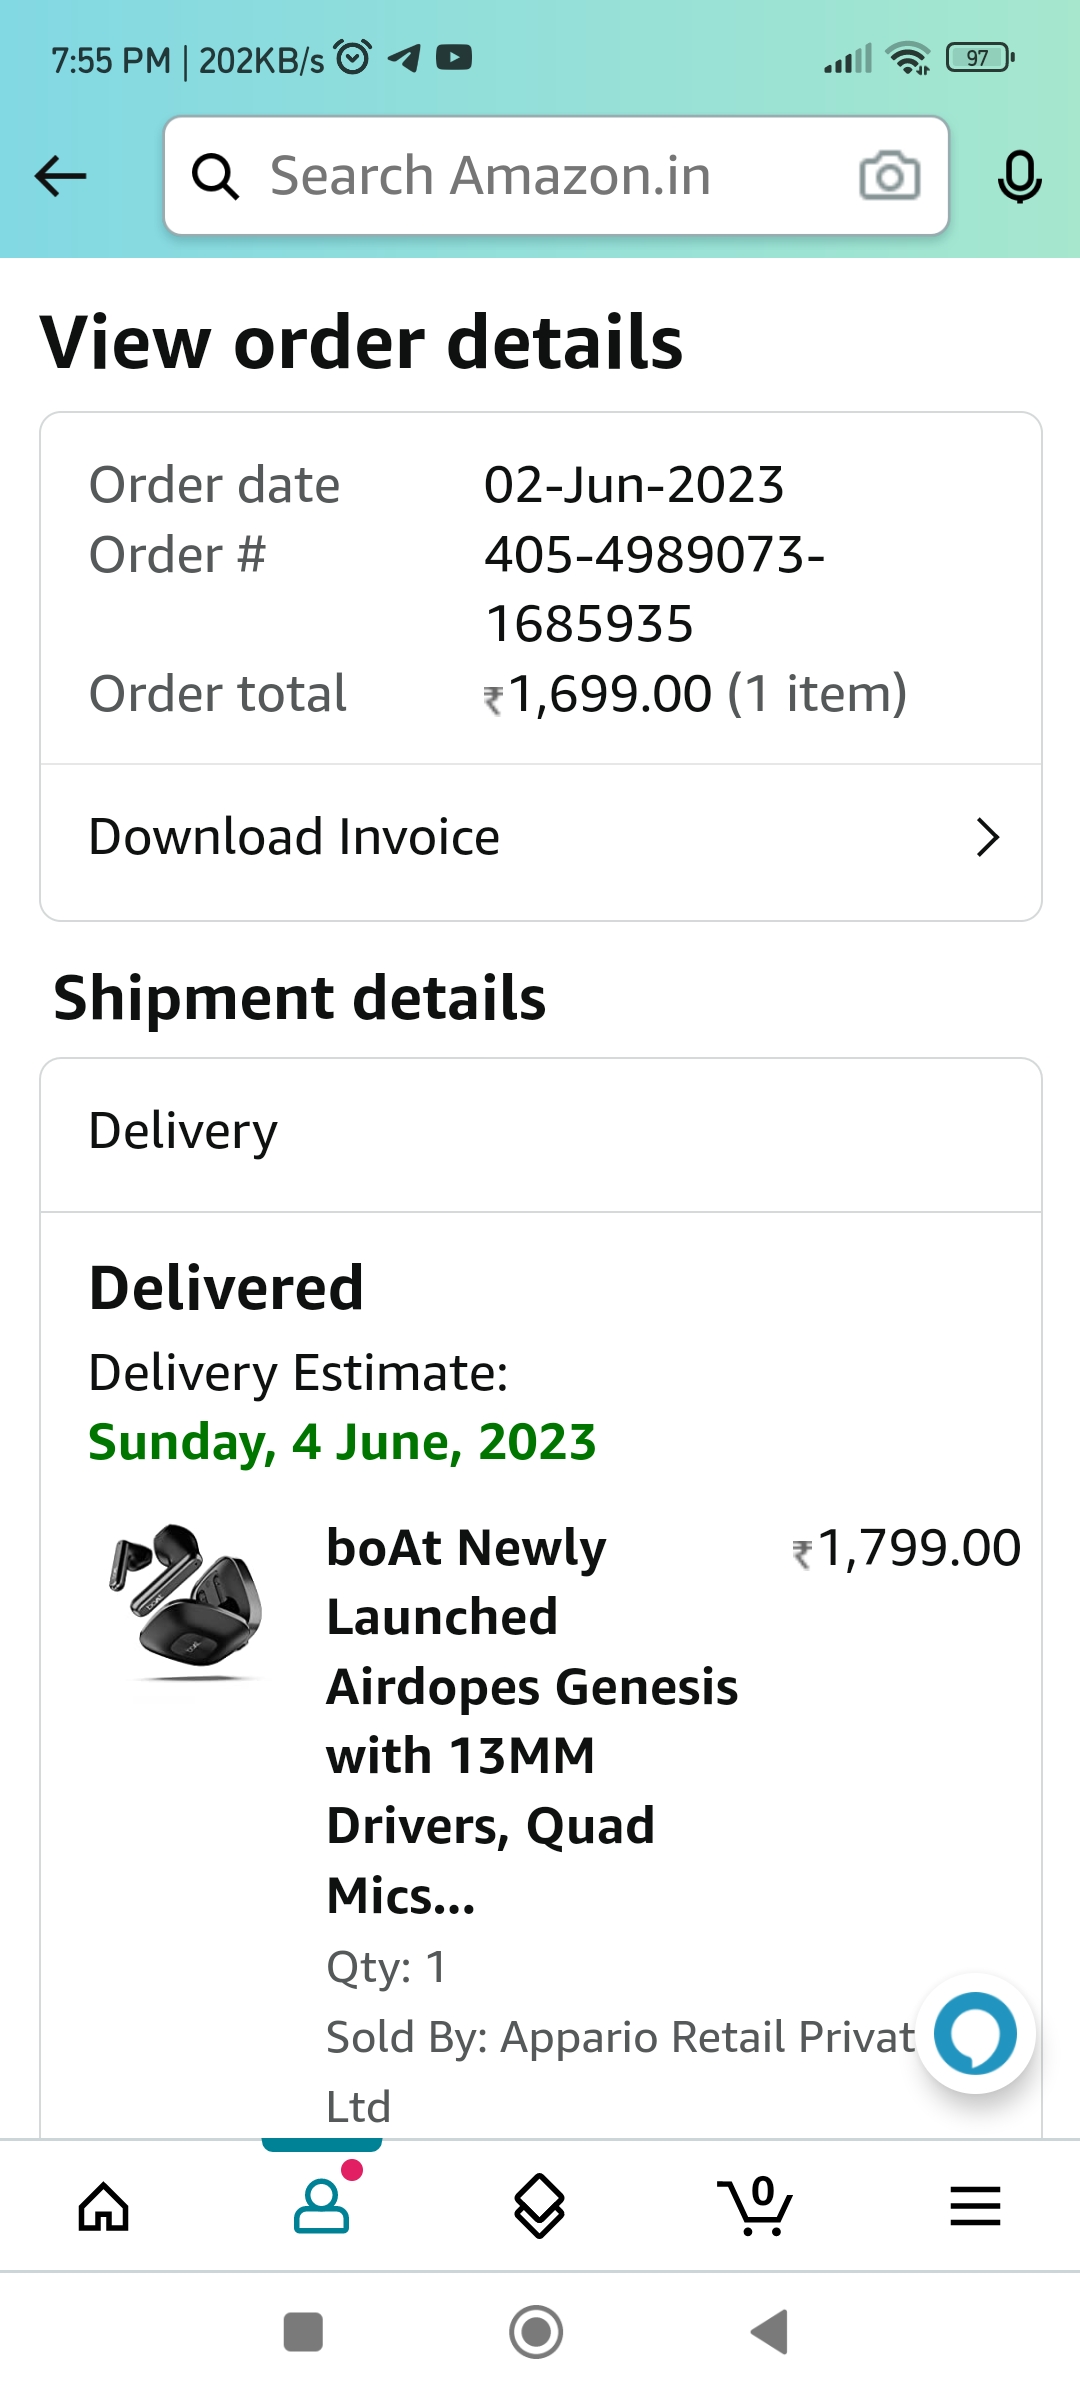 7:55 PM | 202KB/s 97
Search Amazon.in
View order details
Order date 02-Jun-2023
Order # 405-4989073-
1685935
Order total ₹1,699.00 (1 item)
Download Invoice
Shipment details
Delivery
Delivered
Delivery Estimate:
Sunday, 4 June, 2023
boAt Newly ₹1,799.00
Launched
Airdopes Genesis
with 13MM
Drivers, Quad
Mics...
Qty: 1
Sold By: Appario Retail Privat
Ltd
0